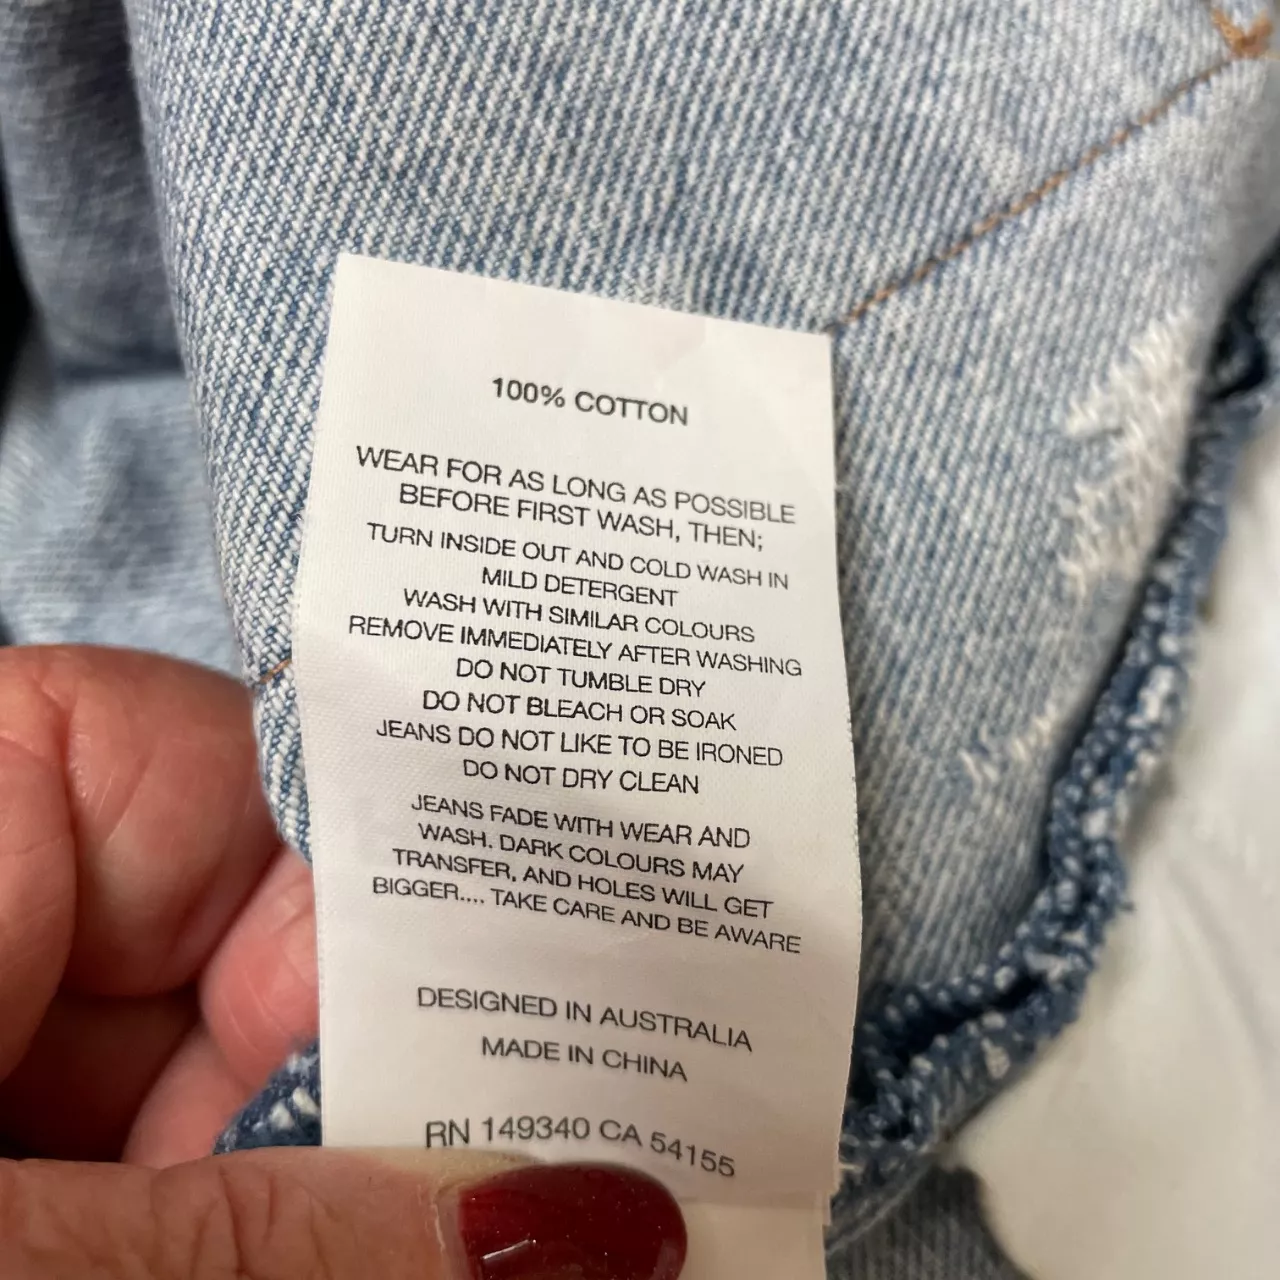 100% COTTON
WEAR FOR AS LONG AS POSSIBLE
BEFORE FIRST WASH, THEN;
TURN INSIDE OUT AND COLD WASH IN
MILD DETERGENT
WASH WITH SIMILAR COLOURS
REMOVE IMMEDIATELY AFTER WASHING
DO NOT TUMBLE DRY
DO NOT BLEACH OR SOAK
JEANS DO NOT LIKE TO BE IRONED
DO NOT DRY CLEAN
JEANS FADE WITH WEAR AND
WASH. DARK COLOURS MAY
TRANSFER, AND HOLES WILL GET
BIGGER.... TAKE CARE AND BE AWARE
DESIGNED IN AUSTRALIA
MADE IN CHINA
RN 149340 CA 54155